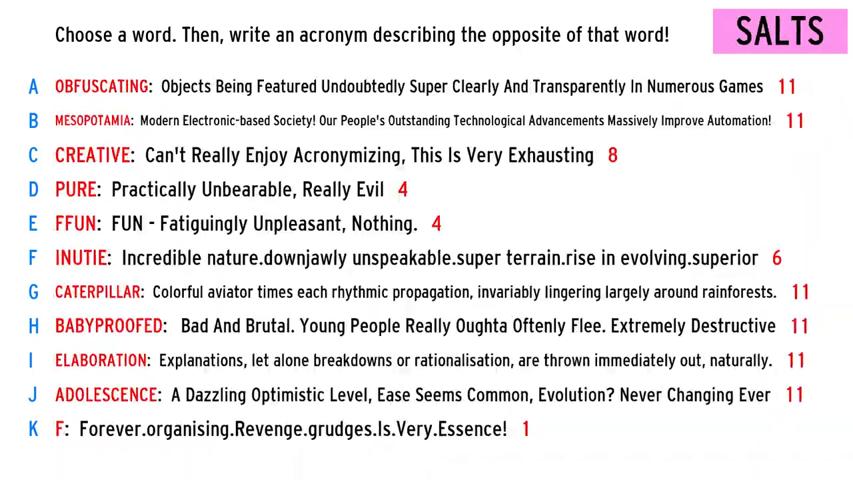 Choose a word. Then, write an acronym describing the opposite of that word!
SALTS
A OBFUSCATING: Objects Being Featured Undoubtedly Super Clearly And Transparently In Numerous Games 11
B MESOPOTAMIA: Modern Electronic-based Society! Our People's Outstanding Technological Advancements Massively Improve Automation! 11
C CREATIVE: Can't Really Enjoy Acronymizing, This Is Very Exhausting 8
D PURE: Practically Unbearable, Really Evil 4
E FFUN: FUN - Fatiguingly Unpleasant, Nothing. 4
F INUTIE: Incredible nature.downjawly unspeakable.super terrain.rise in evolving.superior 6
G CATERPILLAR: Colorful aviator times each rhythmic propagation, invariably lingering largely around rainforests. 11
H BABYPROOFED: Bad And Brutal. Young People Really Oughta Oftenly Flee. Extremely Destructive 11
I ELABORATION: Explanations, let alone breakdowns or rationalisation, are thrown immediately out, naturally. 11
J ADOLESCENCE: A Dazzling Optimistic Level, Ease Seems Common, Evolution? Never Changing Ever 11
K F: Forever.organising.Revenge.grudges.Is.Very.Essence! 1